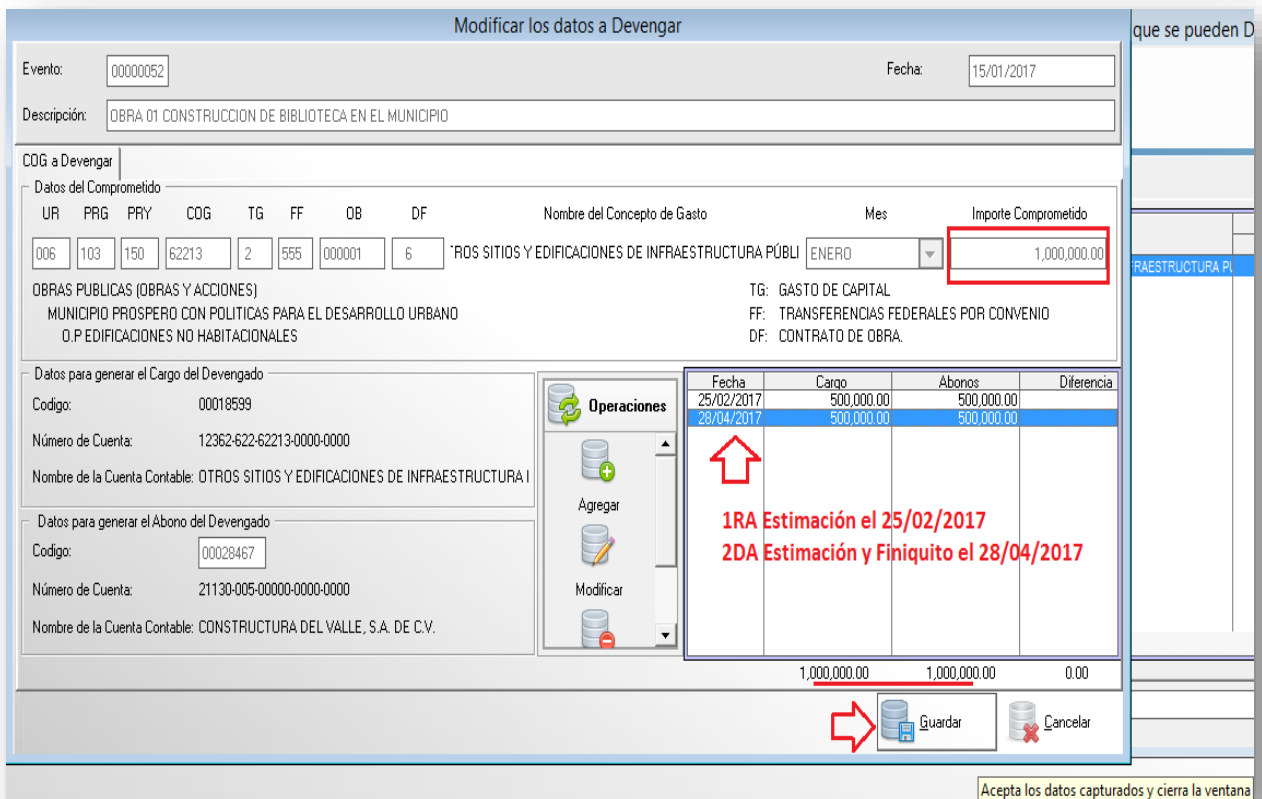 Modificar los datos a Devengar
que se pueden D
Evento: 00000052 Fecha: 15/01/2017
Descripción: OBRA 01 CONSTRUCCION DE BIBLIOTECA EN EL MUNICIPIO
COG a Devengar
Datos del Comprometido
UR PRG PRY COG TG FF OB DF Nombre del Concepto de Gasto Mes Importe Comprometido
006 103 150 62213 2 555 000001 6 ROS SITIOS Y EDIFICACIONES DE INFRAESTRUCTURA PÚBLI ENERO 1,000,000.00
FRAESTRUCTURA PÚ
OBRAS PUBLICAS (OBRAS Y ACCIONES) TG: GASTO DE CAPITAL
MUNICIPIO PROSPERO CON POLITICAS PARA EL DESARROLLO URBANO FF: TRANSFERENCIAS FEDERALES POR CONVENIO
O.P EDIFICACIONES NO HABITACIONALES DF: CONTRATO DE OBRA.
Datos para generar el Cargo del Devengado
Codigo: 00018599
Número de Cuenta: 12362-622-62213-0000-0000
Nombre de la Cuenta Contable: OTROS SITIOS Y EDIFICACIONES DE INFRAESTRUCTURA
Datos para generar el Abono del Devengado
Codigo: 00028467
Número de Cuenta: 21130-005-00000-0000-0000
Nombre de la Cuenta Contable: CONSTRUCTURA DEL VALLE, S.A. DE C.V.
Operaciones
Agregar
Modificar
Fecha Cargo Abonos Diferencia
25/02/2017 500,000.00 500,000.00
28/04/2017 500,000.00 500,000.00
1RA Estimación el 25/02/2017
2DA Estimación y Finiquito el 28/04/2017
1,000,000.00 1,000,000.00 0.00
Guardar Cancelar
Acepta los datos capturados y cierra la ventana